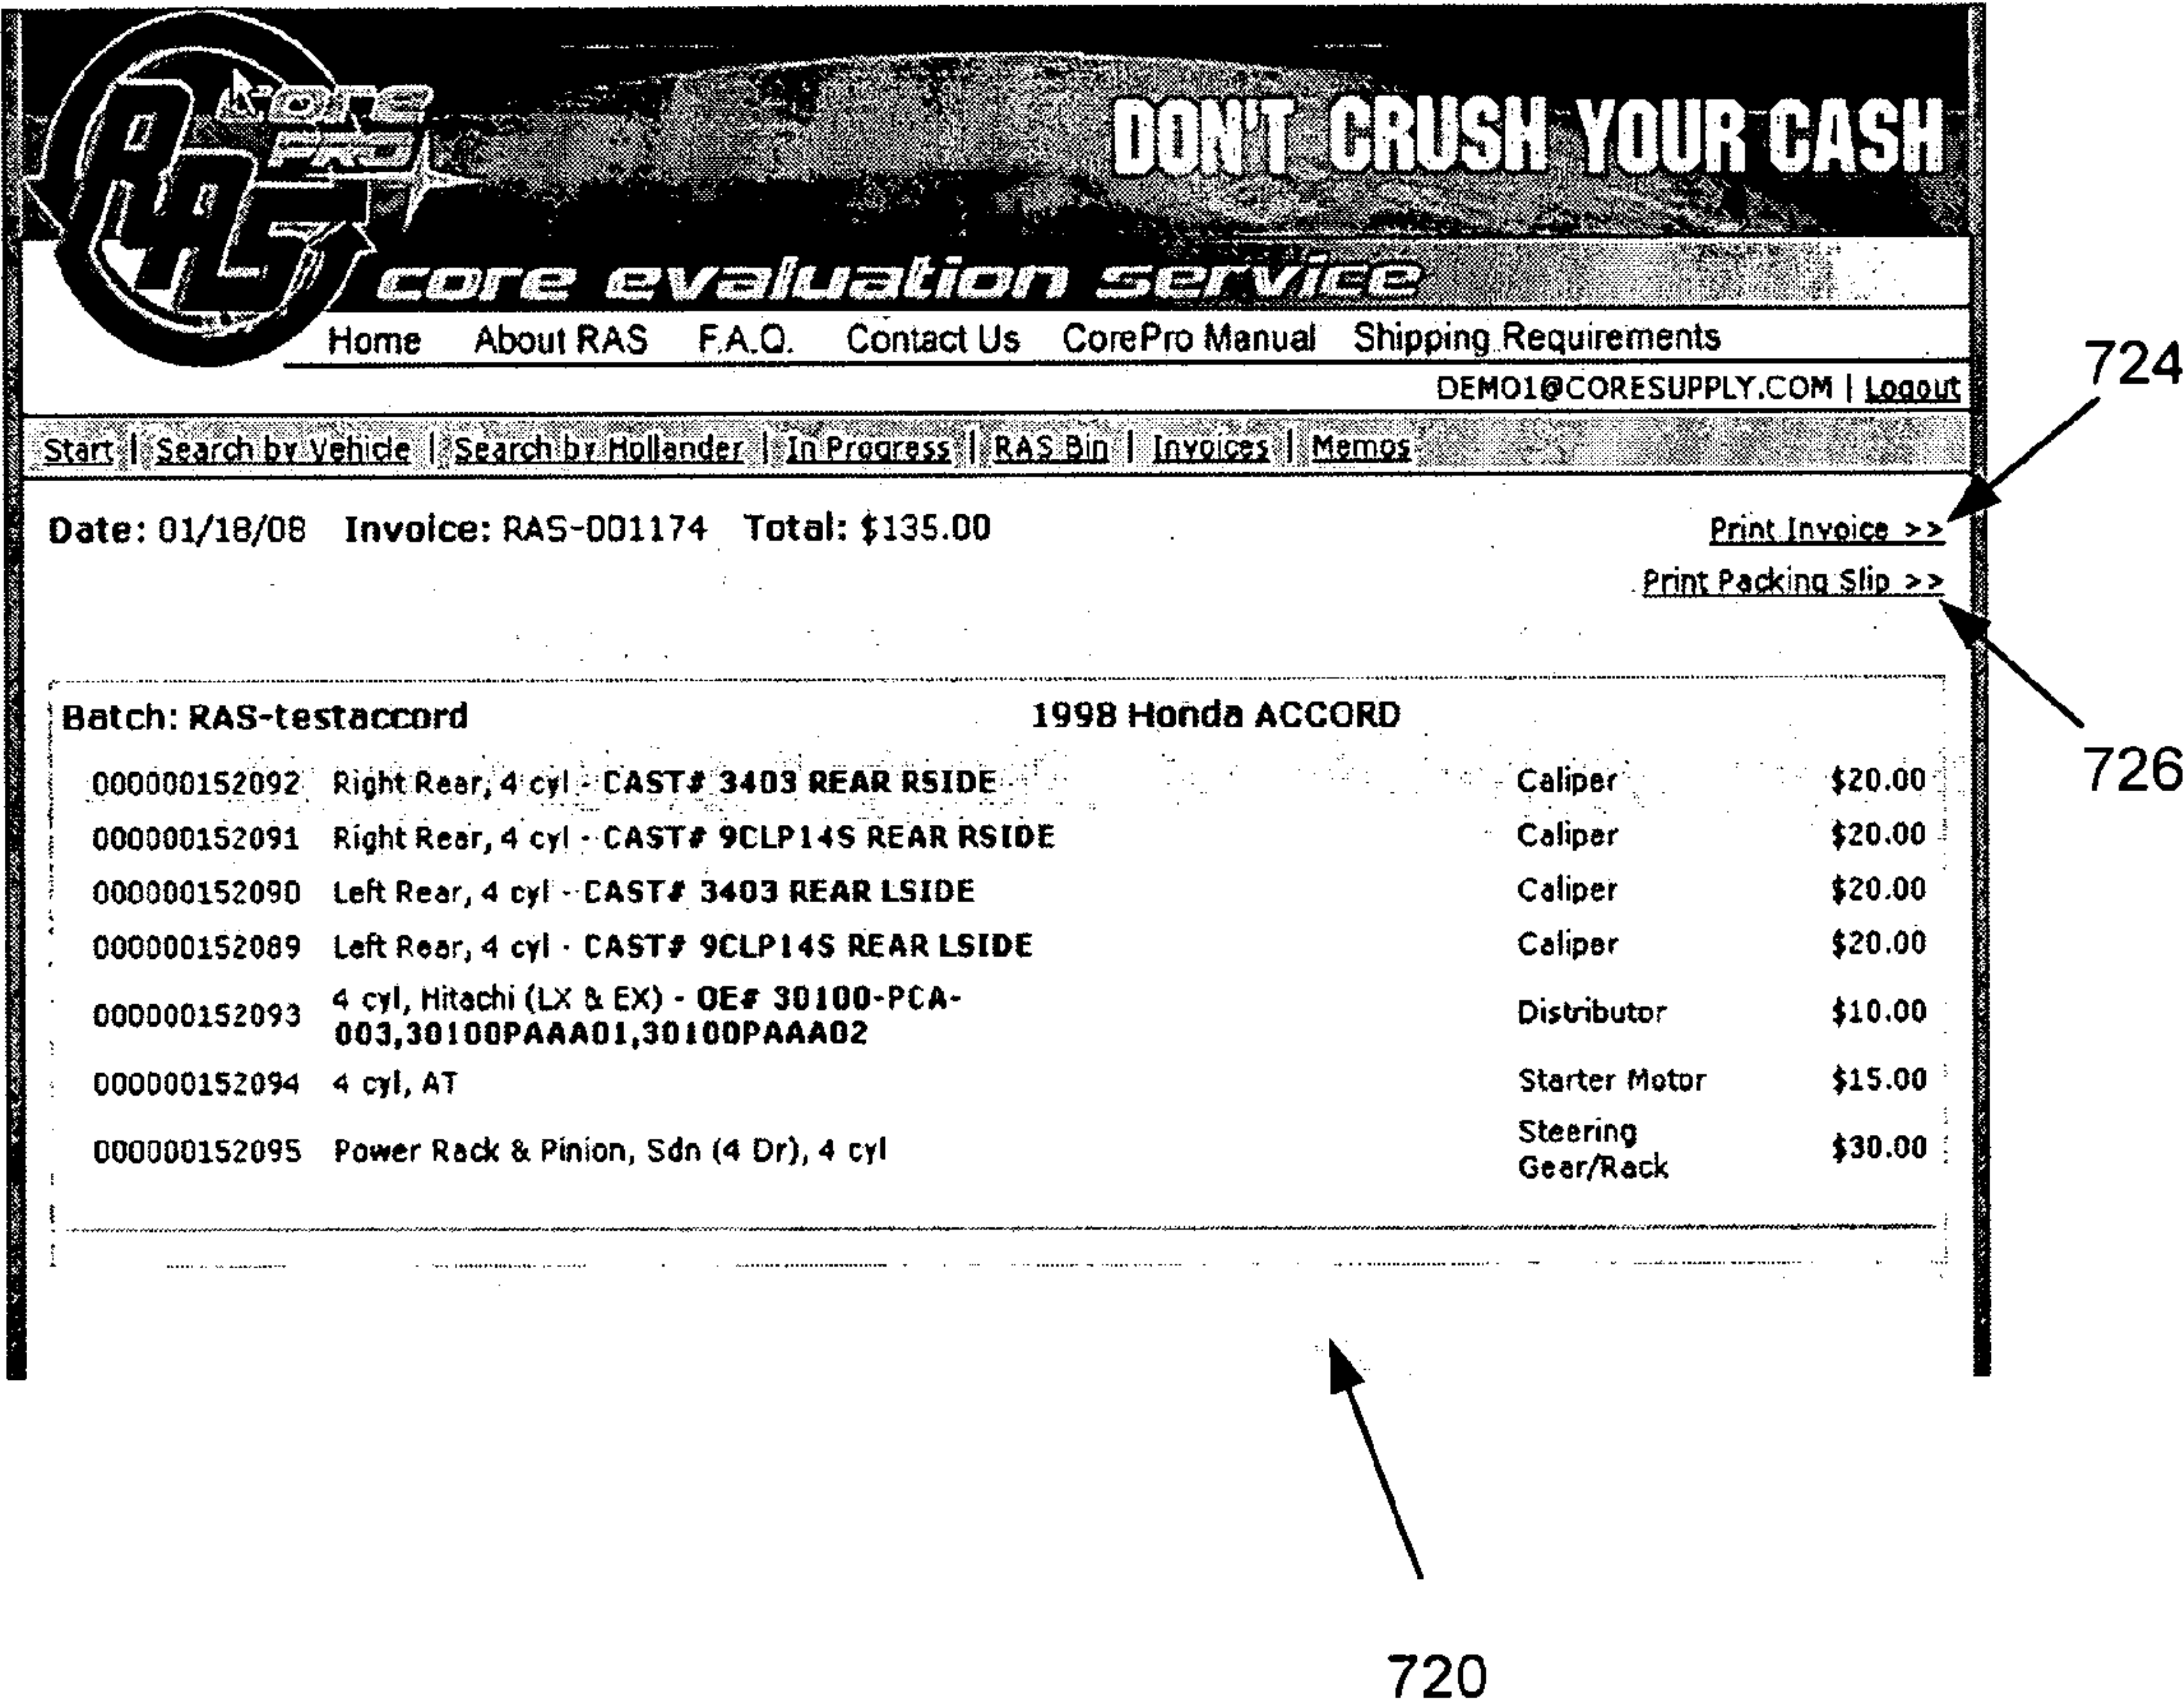 CORE
PRO
RAS
DON'T CRUSH YOUR CASH
core evaluation service
Home About RAS F.A.Q. Contact Us CorePro Manual Shipping Requirements
724
DEMO1@CORESUPPLY.COM | Logout
Start | Search by Vehicle | Search by Hollander | In Progress | RAS Bin | Invoices | Memos
Date: 01/18/08 Invoice: RAS-001174 Total: $135.00 Print Invoice >>
Print Packing Slip >>
Batch: RAS-testaccord 1998 Honda ACCORD
726
000000152092 Right Rear, 4 cyl - CAST# 3403 REAR RSIDE Caliper $20.00
000000152091 Right Rear, 4 cyl - CAST# 9CLP14S REAR RSIDE Caliper $20.00
000000152090 Left Rear, 4 cyl - CAST# 3403 REAR LSIDE Caliper $20.00
000000152089 Left Rear, 4 cyl - CAST# 9CLP14S REAR LSIDE Caliper $20.00
000000152093 4 cyl, Hitachi (LX & EX) - OE# 30100-PCA-
003,30100PAAA01,30100PAAA02 Distributor $10.00
000000152094 4 cyl, AT Starter Motor $15.00
000000152095 Power Rack & Pinion, Sdn (4 Dr), 4 cyl Steering
Gear/Rack $30.00
720